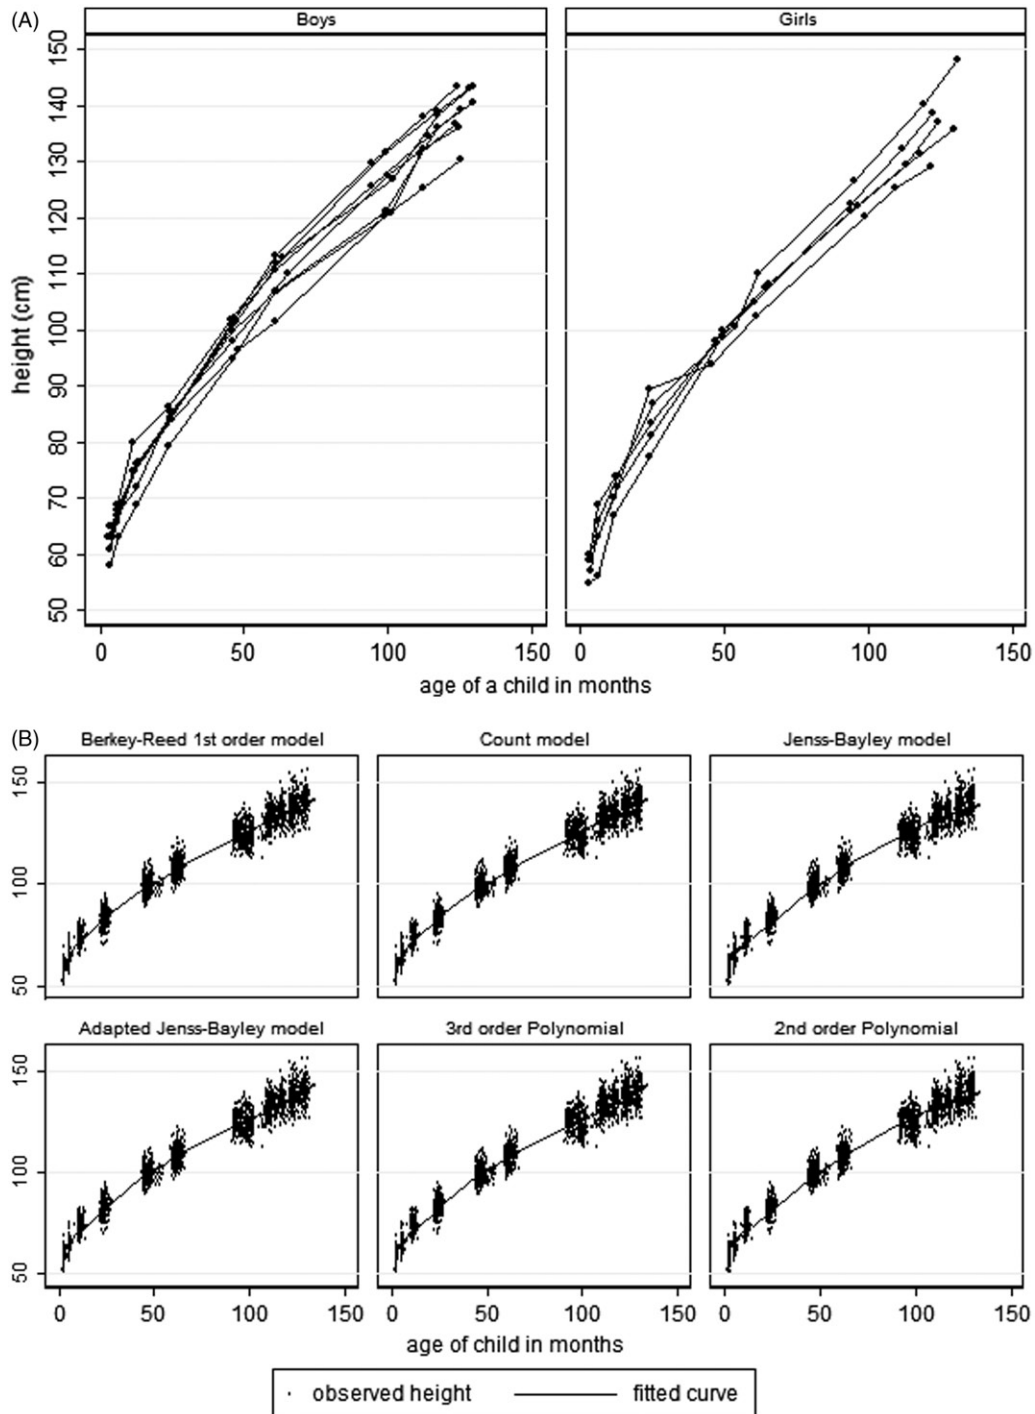 (A)
Boys
Girls
height (cm)
150
140
130
120
110
100
90
80
70
60
50
0 50 100 150
0 50 100 150
age of a child in months
(B)
Berkey-Reed 1st order model
Count model
Jenss-Bayley model
150
100
50
Adapted Jenss-Bayley model
3rd order Polynomial
2nd order Polynomial
150
100
50
0 50 100 150
0 50 100 150
0 50 100 150
age of child in months
observed height
fitted curve